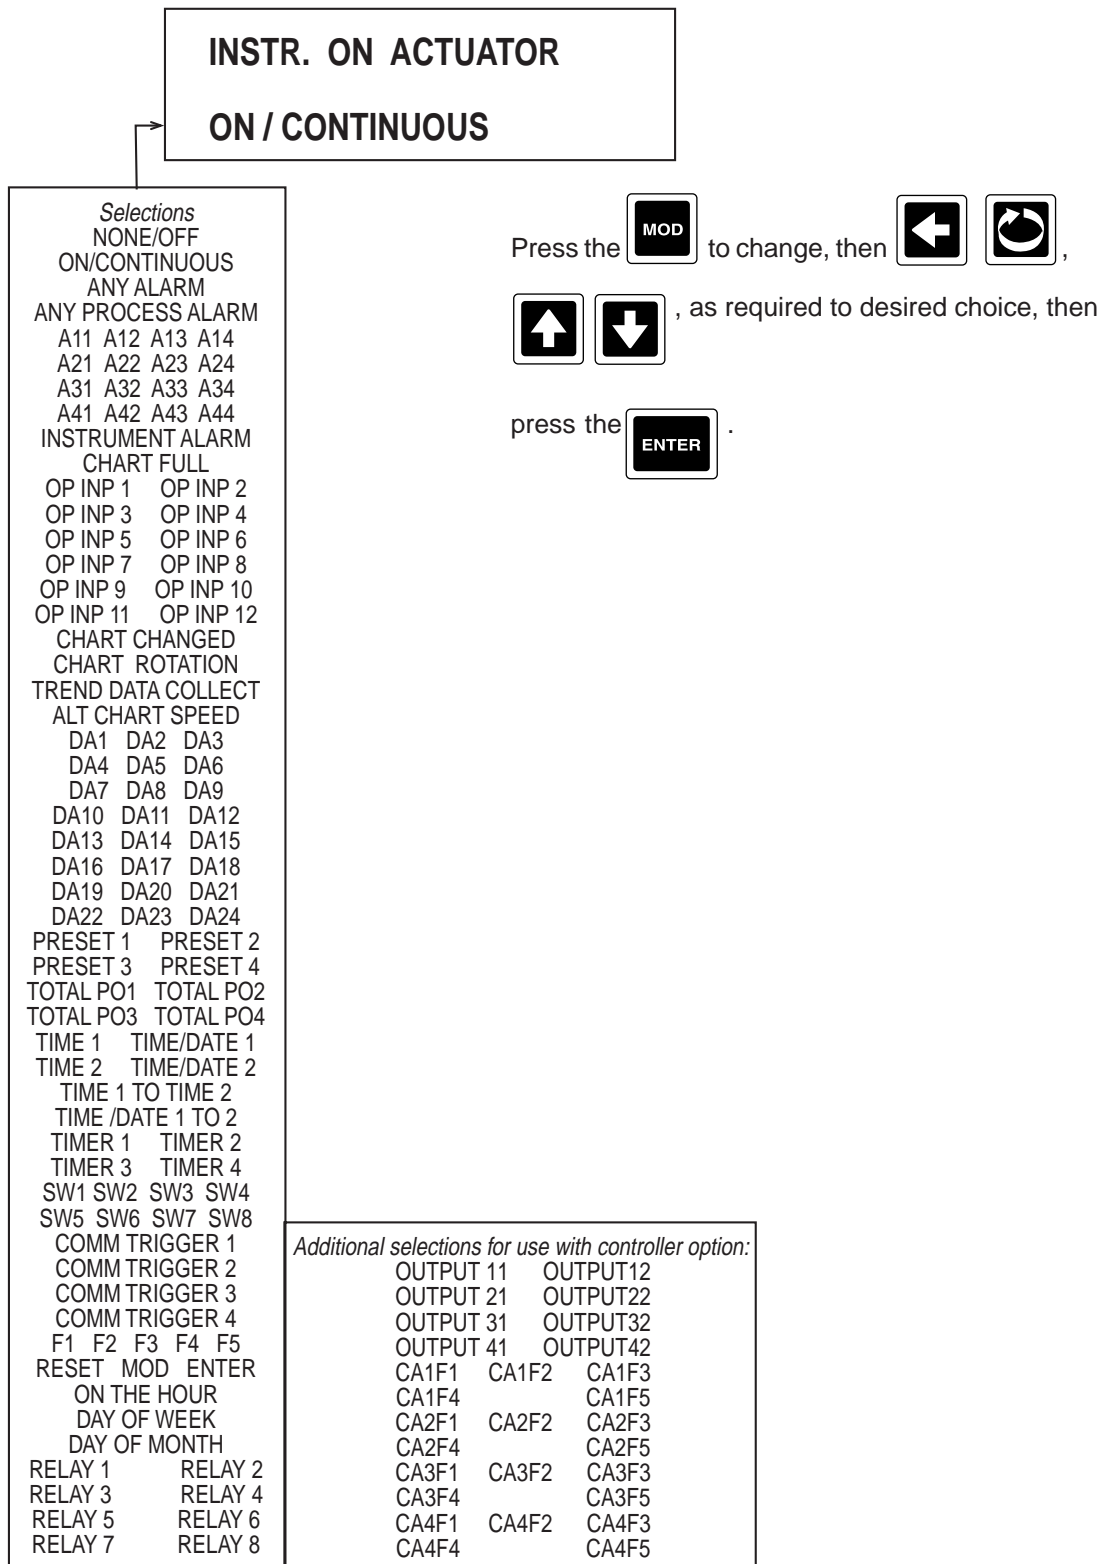 INSTR. ON ACTUATOR
ON / CONTINUOUS
Selections
NONE/OFF
ON/CONTINUOUS
ANY ALARM
ANY PROCESS ALARM
A11 A12 A13 A14
A21 A22 A23 A24
A31 A32 A33 A34
A41 A42 A43 A44
INSTRUMENT ALARM
CHART FULL
OP INP 1 OP INP 2
OP INP 3 OP INP 4
OP INP 5 OP INP 6
OP INP 7 OP INP 8
OP INP 9 OP INP 10
OP INP 11 OP INP 12
CHART CHANGED
CHART ROTATION
TREND DATA COLLECT
ALT CHART SPEED
DA1 DA2 DA3
DA4 DA5 DA6
DA7 DA8 DA9
DA10 DA11 DA12
DA13 DA14 DA15
DA16 DA17 DA18
DA19 DA20 DA21
DA22 DA23 DA24
PRESET 1 PRESET 2
PRESET 3 PRESET 4
TOTAL PO1 TOTAL PO2
TOTAL PO3 TOTAL PO4
TIME 1 TIME/DATE 1
TIME 2 TIME/DATE 2
TIME 1 TO TIME 2
TIME /DATE 1 TO 2
TIMER 1 TIMER 2
TIMER 3 TIMER 4
SW1 SW2 SW3 SW4
SW5 SW6 SW7 SW8
COMM TRIGGER 1
COMM TRIGGER 2
COMM TRIGGER 3
COMM TRIGGER 4
F1 F2 F3 F4 F5
RESET MOD ENTER
ON THE HOUR
DAY OF WEEK
DAY OF MONTH
RELAY 1 RELAY 2
RELAY 3 RELAY 4
RELAY 5 RELAY 6
RELAY 7 RELAY 8
Press the MOD to change, then ,
, as required to desired choice, then
press the ENTER .
Additional selections for use with controller option:
OUTPUT 11 OUTPUT12
OUTPUT 21 OUTPUT22
OUTPUT 31 OUTPUT32
OUTPUT 41 OUTPUT42
CA1F1 CA1F2 CA1F3
CA1F4 CA1F5
CA2F1 CA2F2 CA2F3
CA2F4 CA2F5
CA3F1 CA3F2 CA3F3
CA3F4 CA3F5
CA4F1 CA4F2 CA4F3
CA4F4 CA4F5